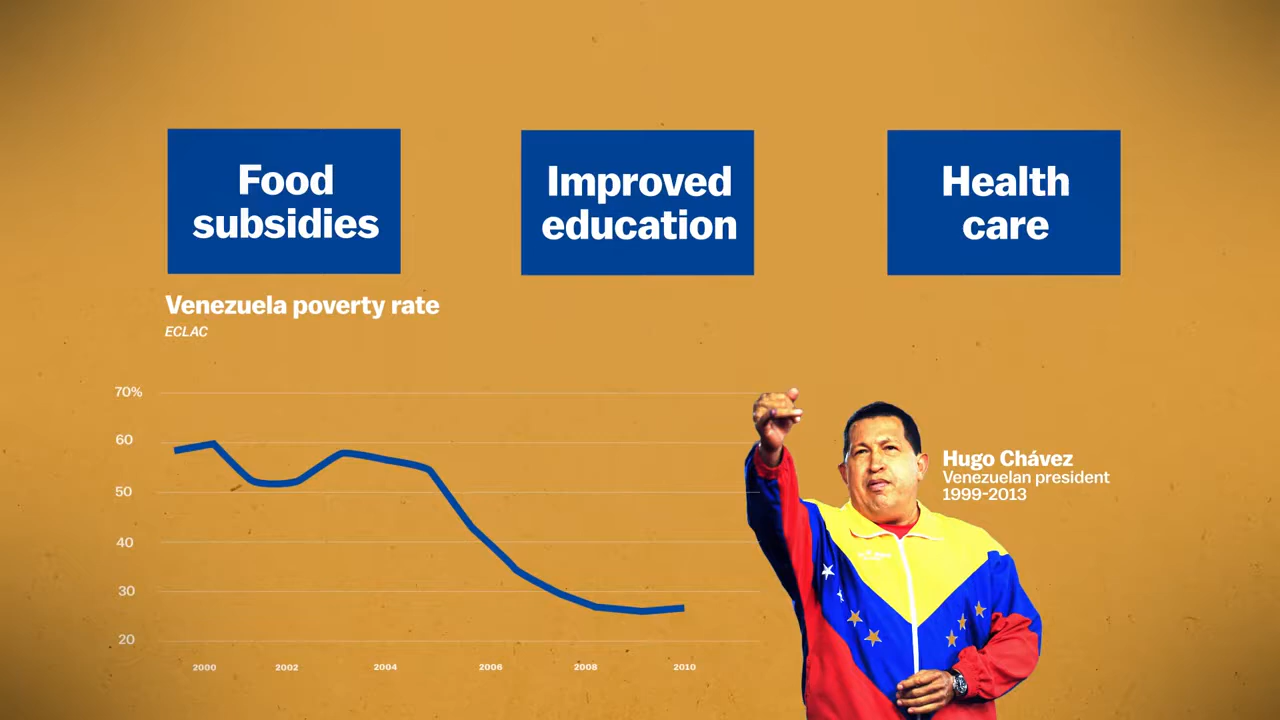 Food
subsidies
Improved
education
Health
care
Venezuela poverty rate
ECLAC
70%
60
50
40
30
20
2000
2002
2004
2006
2008
2010
Hugo Chávez
Venezuelan president
1999-2013